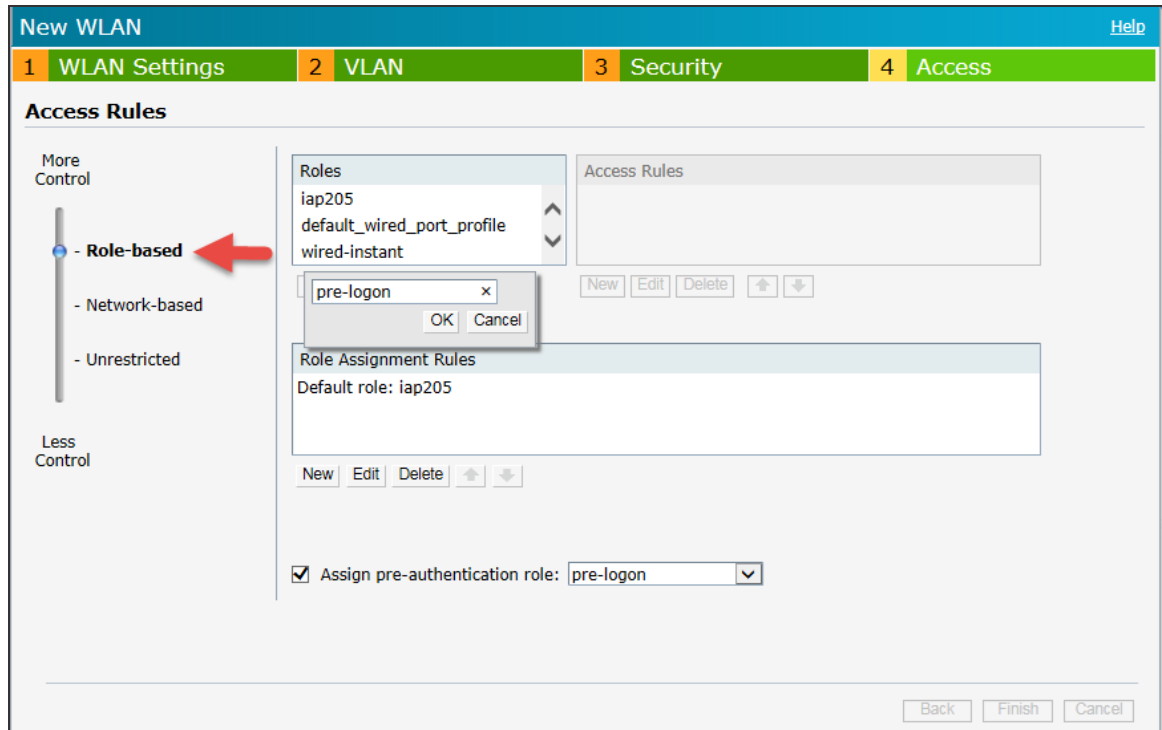 New WLAN
Help
1 WLAN Settings
2 VLAN
3 Security
4 Access
Access Rules
More
Control
- Role-based
- Network-based
- Unrestricted
Less
Control
Roles
iap205
default_wired_port_profile
wired-instant
Access Rules
New Edit Delete
pre-logon ×
OK Cancel
Role Assignment Rules
Default role: iap205
New Edit Delete
Assign pre-authentication role: pre-logon
Back Finish Cancel